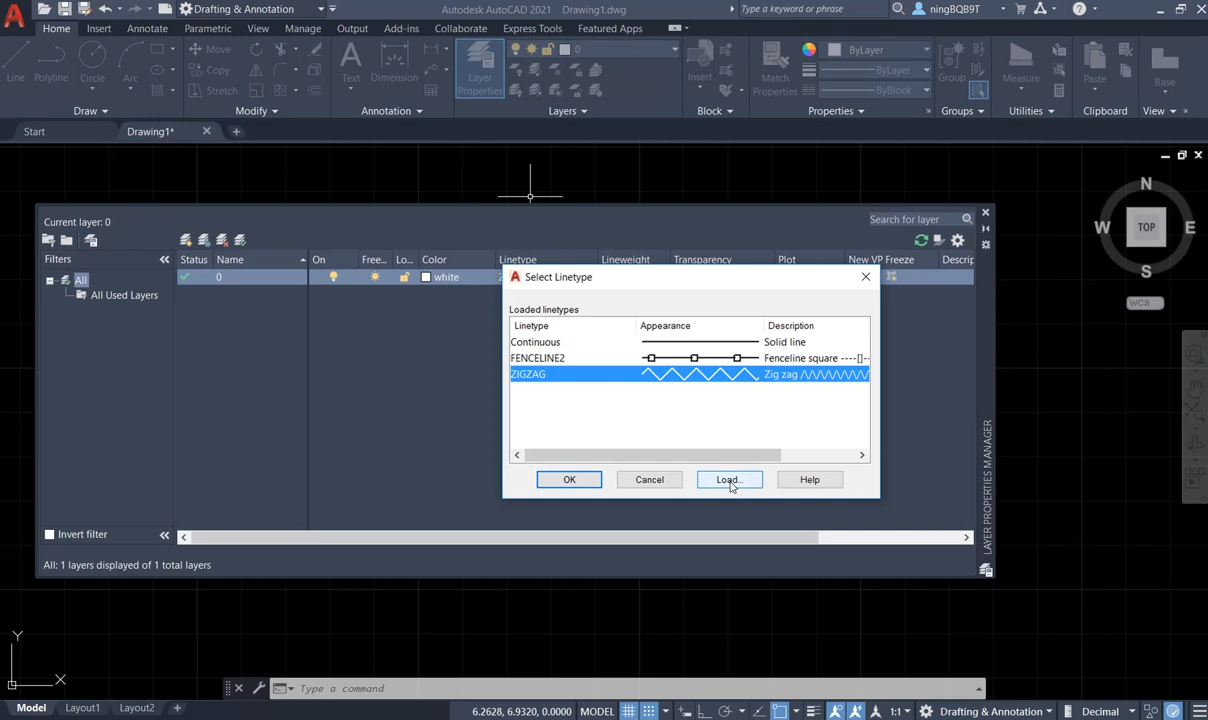 Drafting & Annotation
Autodesk AutoCAD 2021 Drawing1.dwg
Type a keyword or phrase
ningBQB9T
Home Insert Annotate Parametric View Manage Output Add-ins Collaborate Express Tools Featured Apps
Line Polyline Circle Arc
Move
Copy
Stretch
Text Dimension
Layer Properties
0
Insert
Match Properties
ByLayer
ByLayer
ByBlock
Group
Measure
Paste
Base
Draw Modify Annotation Layers Block Properties Groups Utilities Clipboard View
Start Drawing1*
N
W TOP E
S
WCS
Current layer: 0
Search for layer
Filters
All
All Used Layers
Status Name On Free... Lo... Color Linetype Lineweight Transparency Plot New VP Freeze Descrip
0 white
Select Linetype
Loaded linetypes
Linetype Appearance Description
Continuous Solid line
FENCELINE2 Fenceline square ----[]--
ZIGZAG Zig zag /\/\/\/\/\/\/\/\
OK Cancel Load... Help
LAYER PROPERTIES MANAGER
Invert filter
All: 1 layers displayed of 1 total layers
Y
X
Type a command
Model Layout1 Layout2
6.2628, 6.9320, 0.0000 MODEL
1:1 Drafting & Annotation Decimal